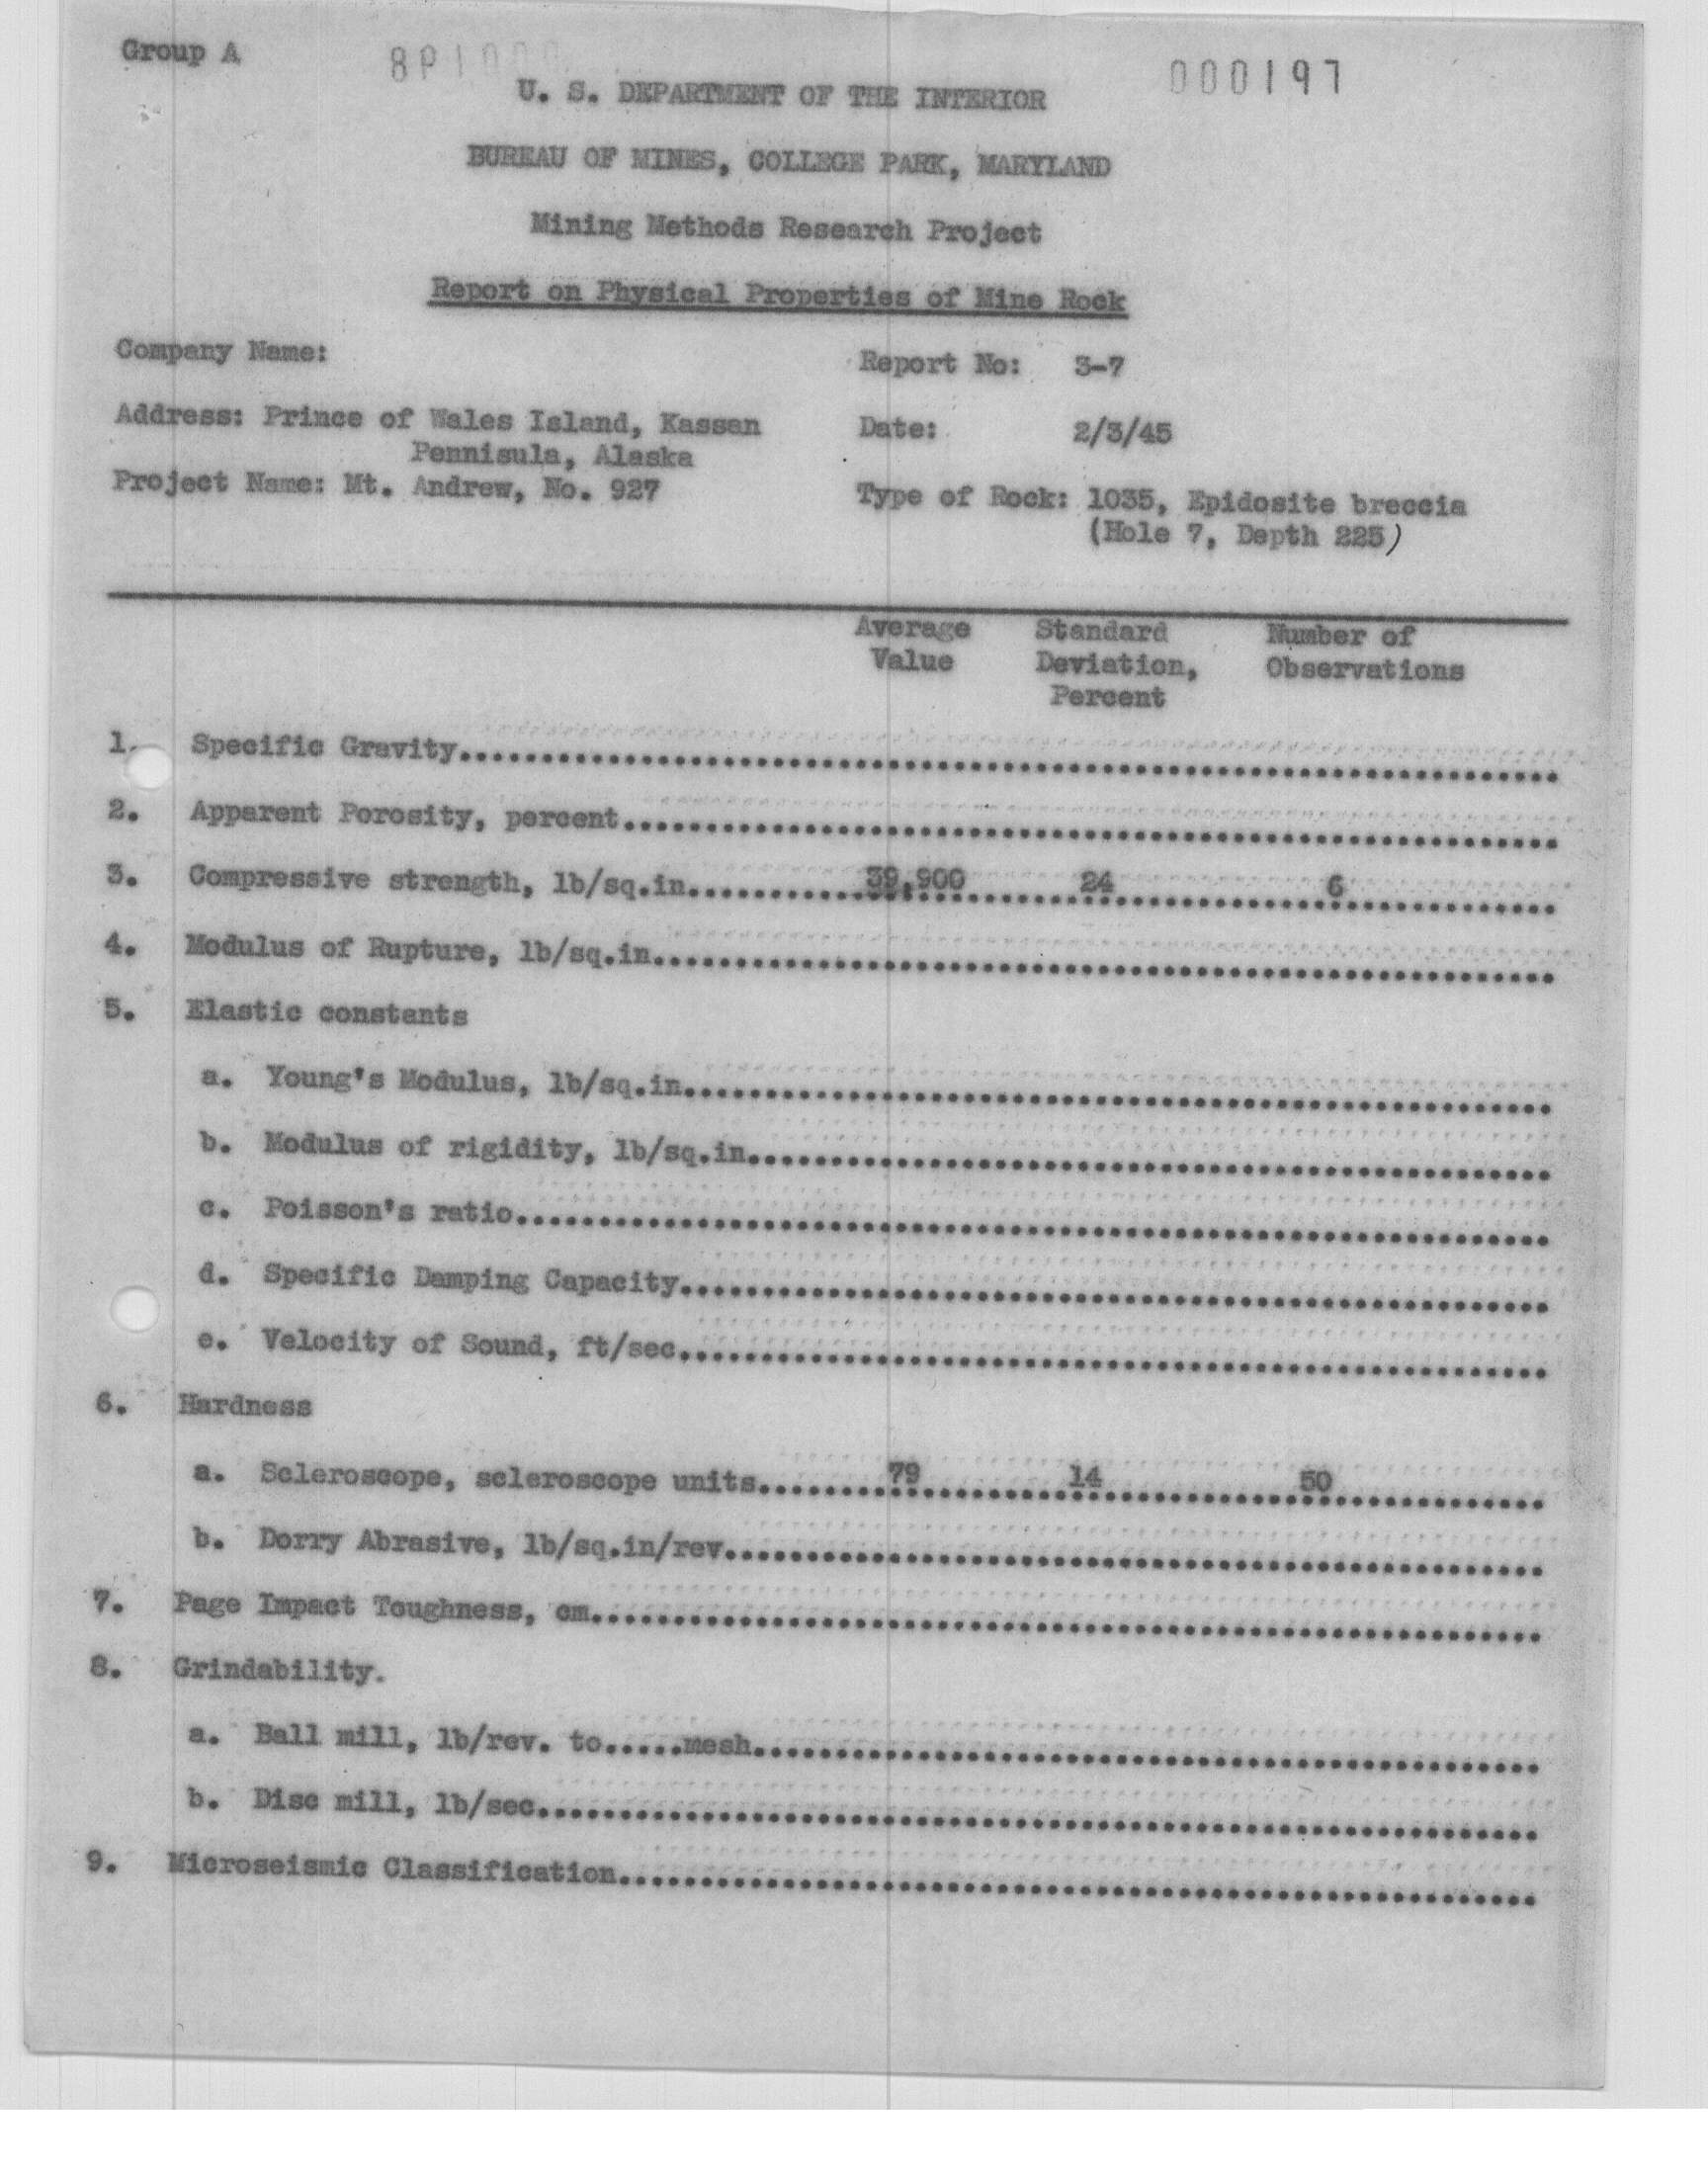 Group A
000197
U. S. DEPARTMENT OF THE INTERIOR
BUREAU OF MINES, COLLEGE PARK, MARYLAND
Mining Methods Research Project
Report on Physical Properties of Mine Rock
Company Name:
Report No: 3-7
Address: Prince of Wales Island, Kassan
Date: 2/3/45
Pennisula, Alaska
Project Name: Mt. Andrew, No. 927
Type of Rock: 1035, Epidosite breccia
(Hole 7, Depth 225)
Average Standard Number of
Value Deviation, Observations
Percent
1. Specific Gravity
2. Apparent Porosity, percent
3. Compressive strength, lb/sq.in. 39,900 24 6
4. Modulus of Rupture, lb/sq.in.
5. Elastic constants
a. Young's Modulus, lb/sq.in.
b. Modulus of rigidity, lb/sq.in.
c. Poisson's ratio
d. Specific Damping Capacity
e. Velocity of Sound, ft/sec.
6. Hardness
a. Scleroscope, scleroscope units 79 14 50
b. Dorry Abrasive, lb/sq.in/rev.
7. Page Impact Toughness, cm.
8. Grindability.
a. Ball mill, lb/rev. to.....mesh
b. Disc mill, lb/sec.
9. Microseismic Classification